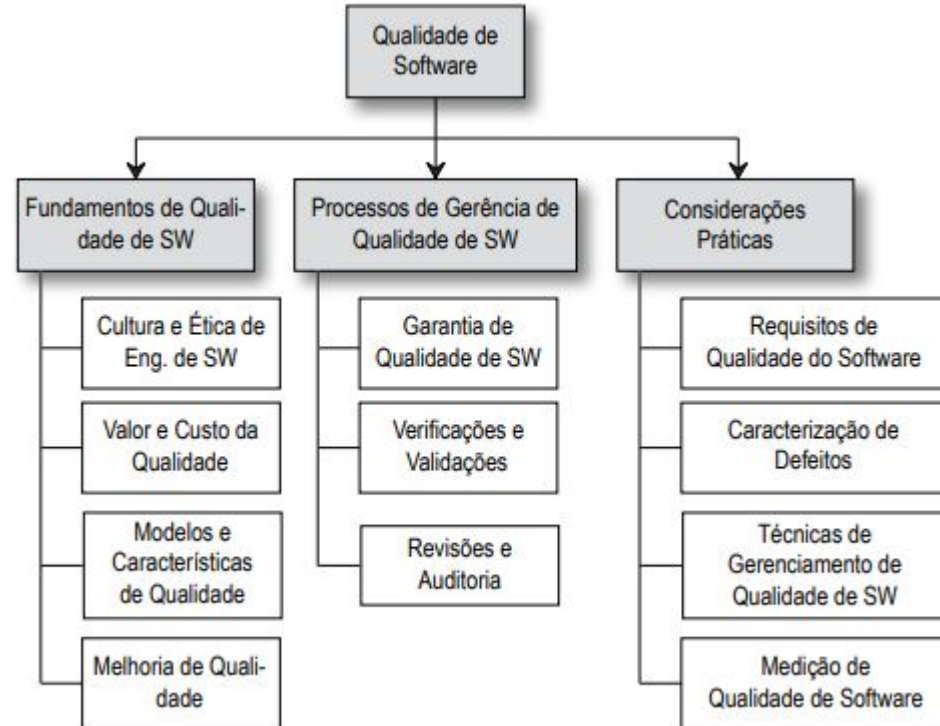 Qualidade de
Software
Fundamentos de Quali-
dade de SW
Processos de Gerência de
Qualidade de SW
Considerações
Práticas
Cultura e Ética de
Eng. de SW
Valor e Custo da
Qualidade
Modelos e
Características
de Qualidade
Melhoria de Quali-
dade
Garantia de
Qualidade de SW
Verificações e
Validações
Revisões e
Auditoria
Requisitos de
Qualidade do Software
Caracterização de
Defeitos
Técnicas de
Gerenciamento de
Qualidade de SW
Medição de
Qualidade de Software